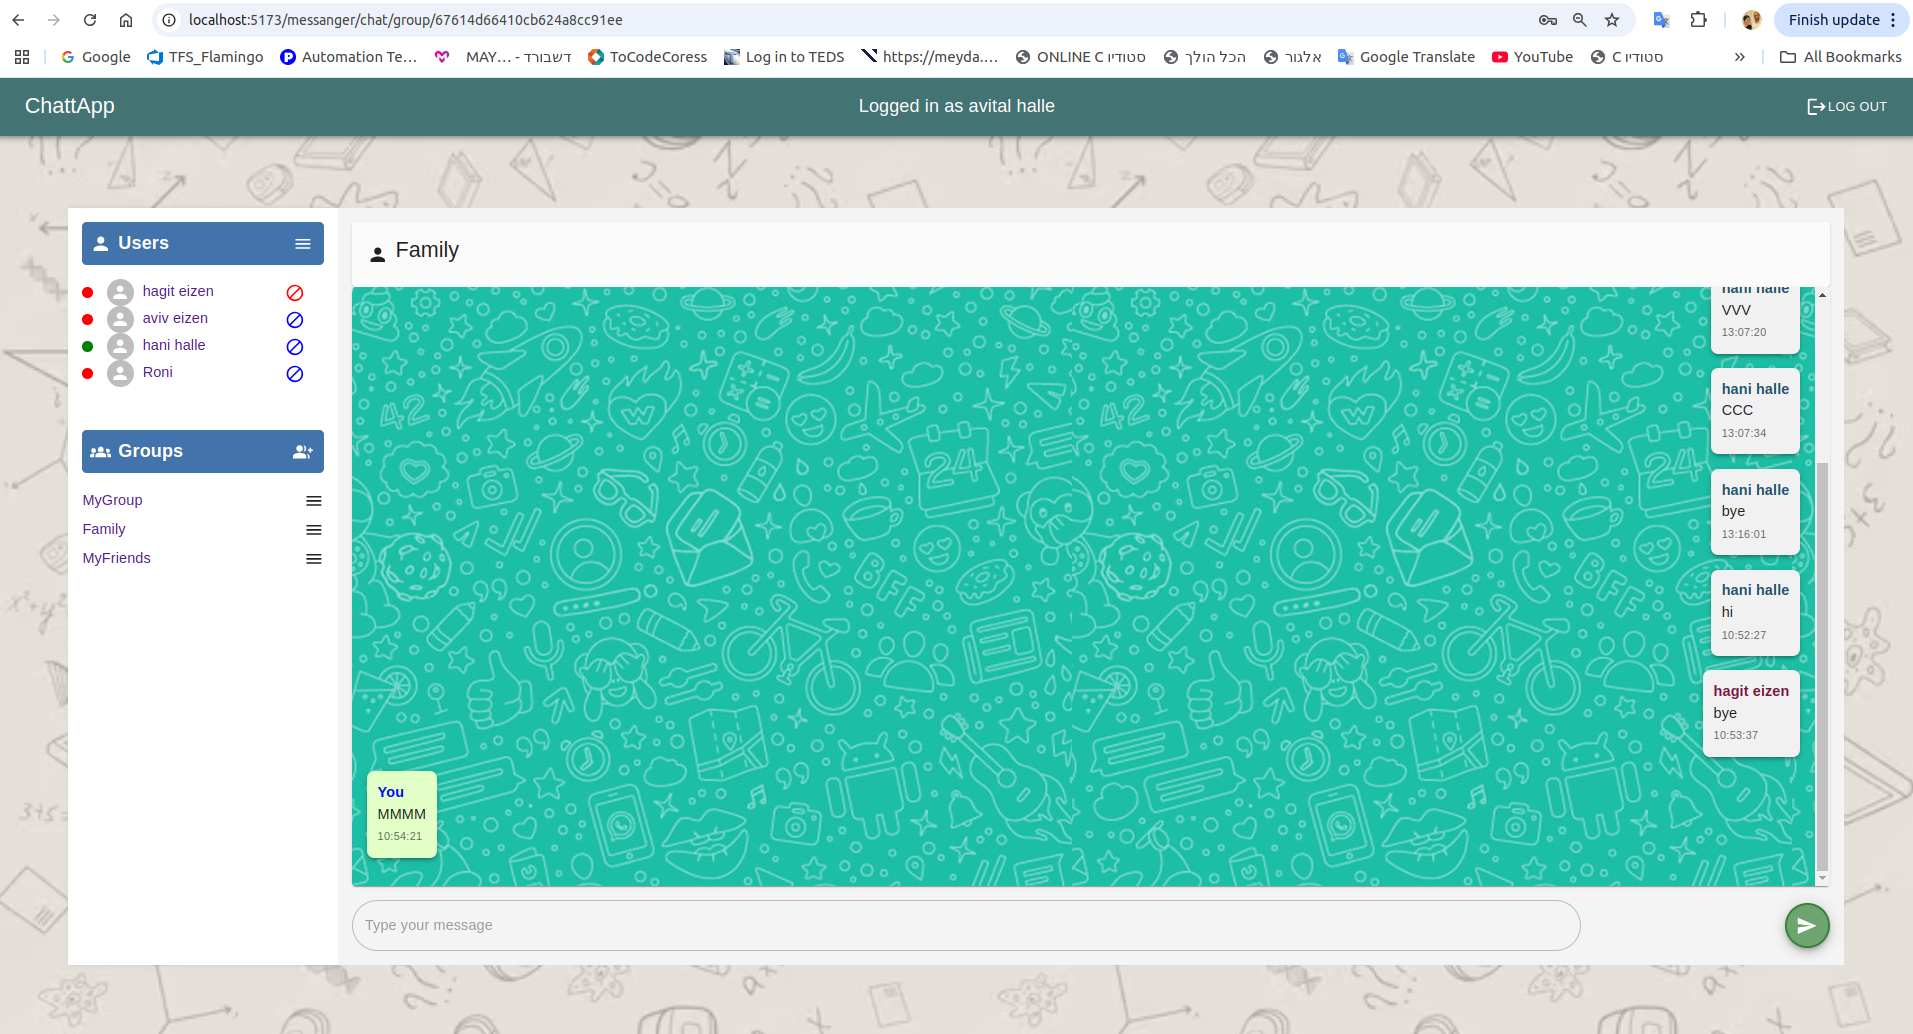 localhost:5173/messanger/chat/group/67614d66410cb624a8cc91ee
Finish update
Google
TFS_Flamingo
Automation Te…
MAY… - דשבורד
ToCodeCoress
Log in to TEDS
https://meyda.…
ONLINE C סטודיו
הכל הולך
אלגור
Google Translate
YouTube
C סטודיו
»
All Bookmarks
ChattApp
Logged in as avital halle
LOG OUT
Users
hagit eizen
aviv eizen
hani halle
Roni
Groups
MyGroup
Family
MyFriends
Family
hani halle
VVV
13:07:20
hani halle
CCC
13:07:34
hani halle
bye
13:16:01
hani halle
hi
10:52:27
hagit eizen
bye
10:53:37
You
MMMM
10:54:21
Type your message